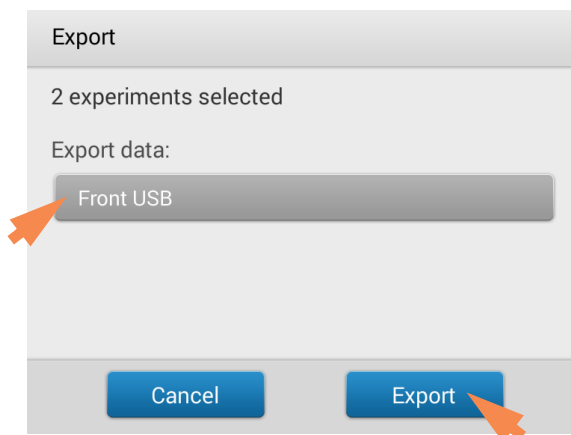 Export
2 experiments selected
Export data:
Front USB
Cancel Export